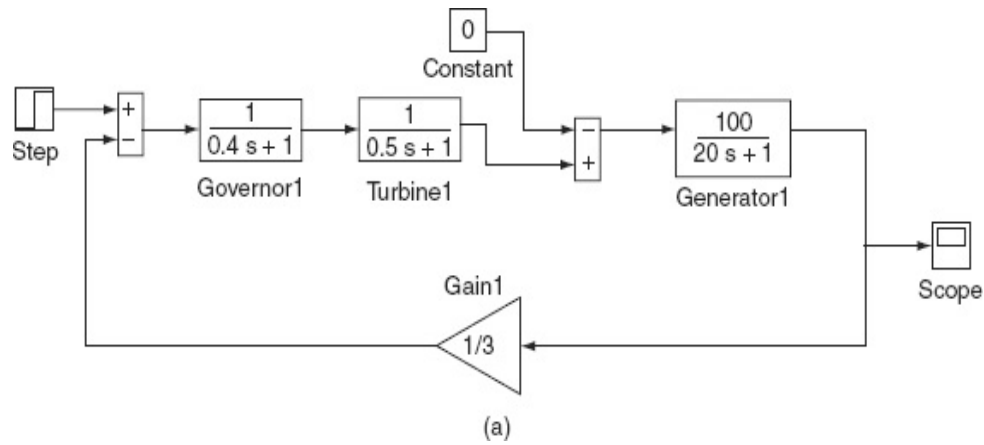 0
Constant
+
−
Step
1
0.4 s + 1
Governor1
1
0.5 s + 1
Turbine1
−
+
100
20 s + 1
Generator1
Scope
Gain1
1/3
(a)